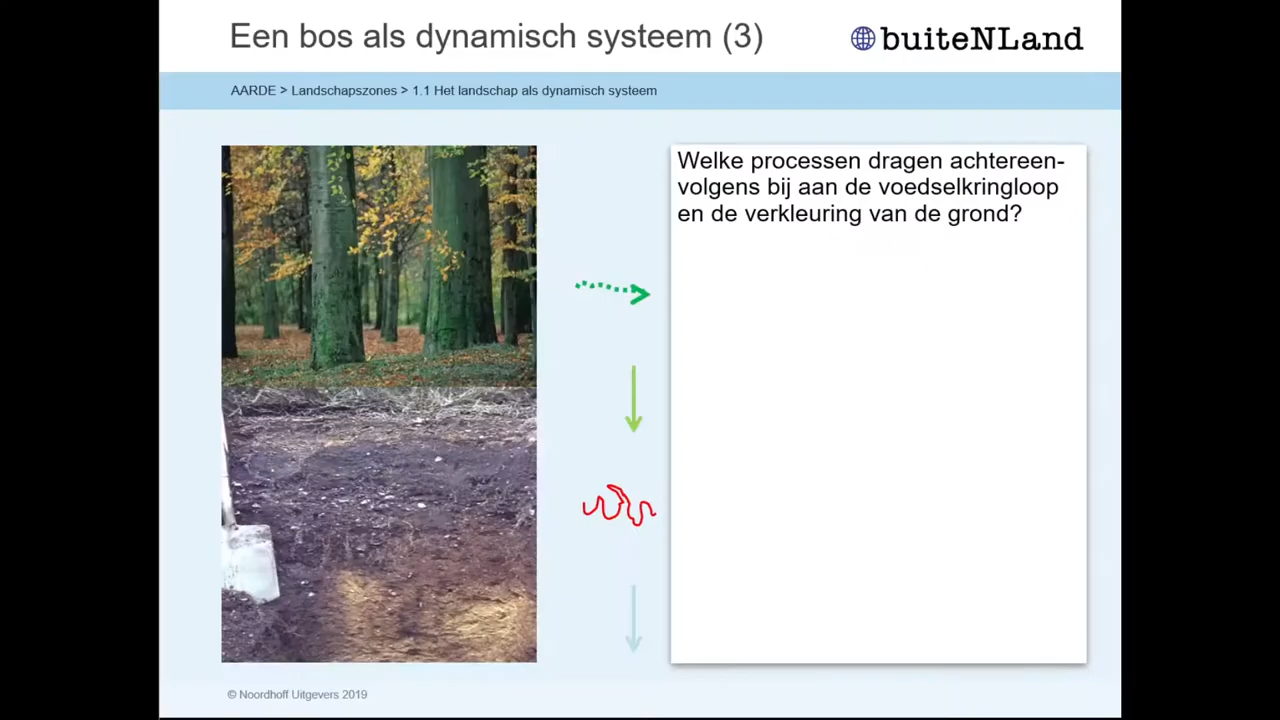 Een bos als dynamisch systeem (3)
buiteNLand
AARDE > Landschapszones > 1.1 Het landschap als dynamisch systeem
Welke processen dragen achtereen-
volgens bij aan de voedselkringloop
en de verkleuring van de grond?
© Noordhoff Uitgevers 2019